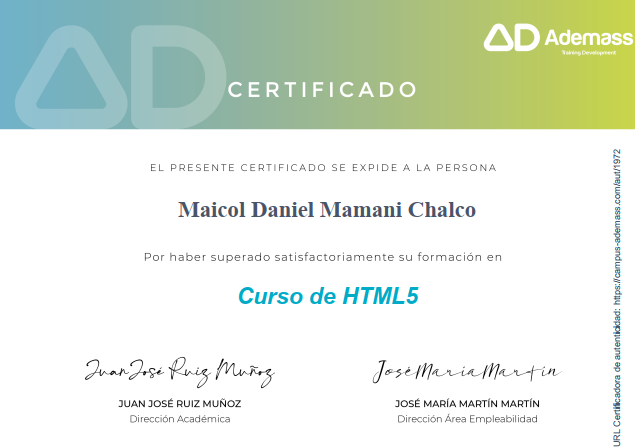 AD Ademass
Training Development
AD
CERTIFICADO
EL PRESENTE CERTIFICADO SE EXPIDE A LA PERSONA
Maicol Daniel Mamani Chalco
Por haber superado satisfactoriamente su formación en
Curso de HTML5
Juan José Ruiz Muñoz
José María Martín
JUAN JOSÉ RUIZ MUÑOZ
JOSÉ MARÍA MARTÍN MARTÍN
Dirección Académica
Dirección Área Empleabilidad
URL Certificadora de autenticidad: https://campus-ademass.com/aut/1972